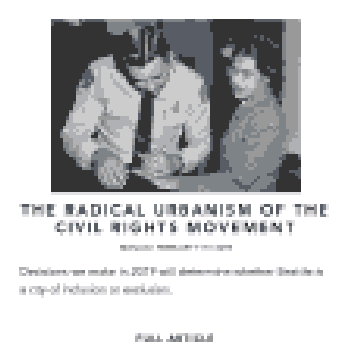 THE RADICAL URBANISM OF THE
CIVIL RIGHTS MOVEMENT
Decisions we make in 2019 will determine whether Seattle is
a city of inclusion or exclusion.
FULL ARTICLE